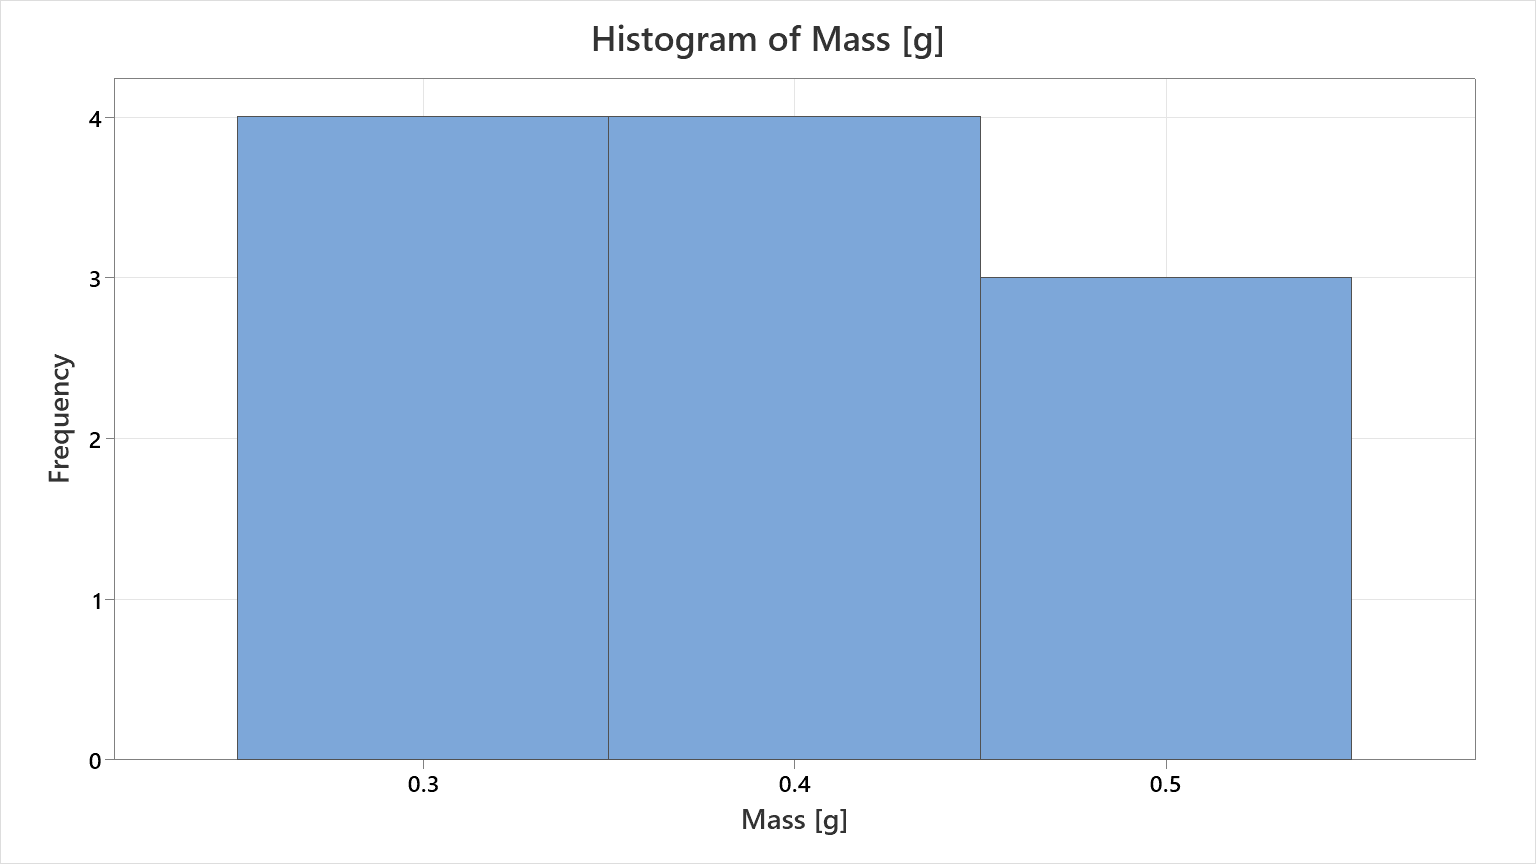 Histogram of Mass [g]
4
3
2
1
0
Frequency
0.3
0.4
0.5
Mass [g]